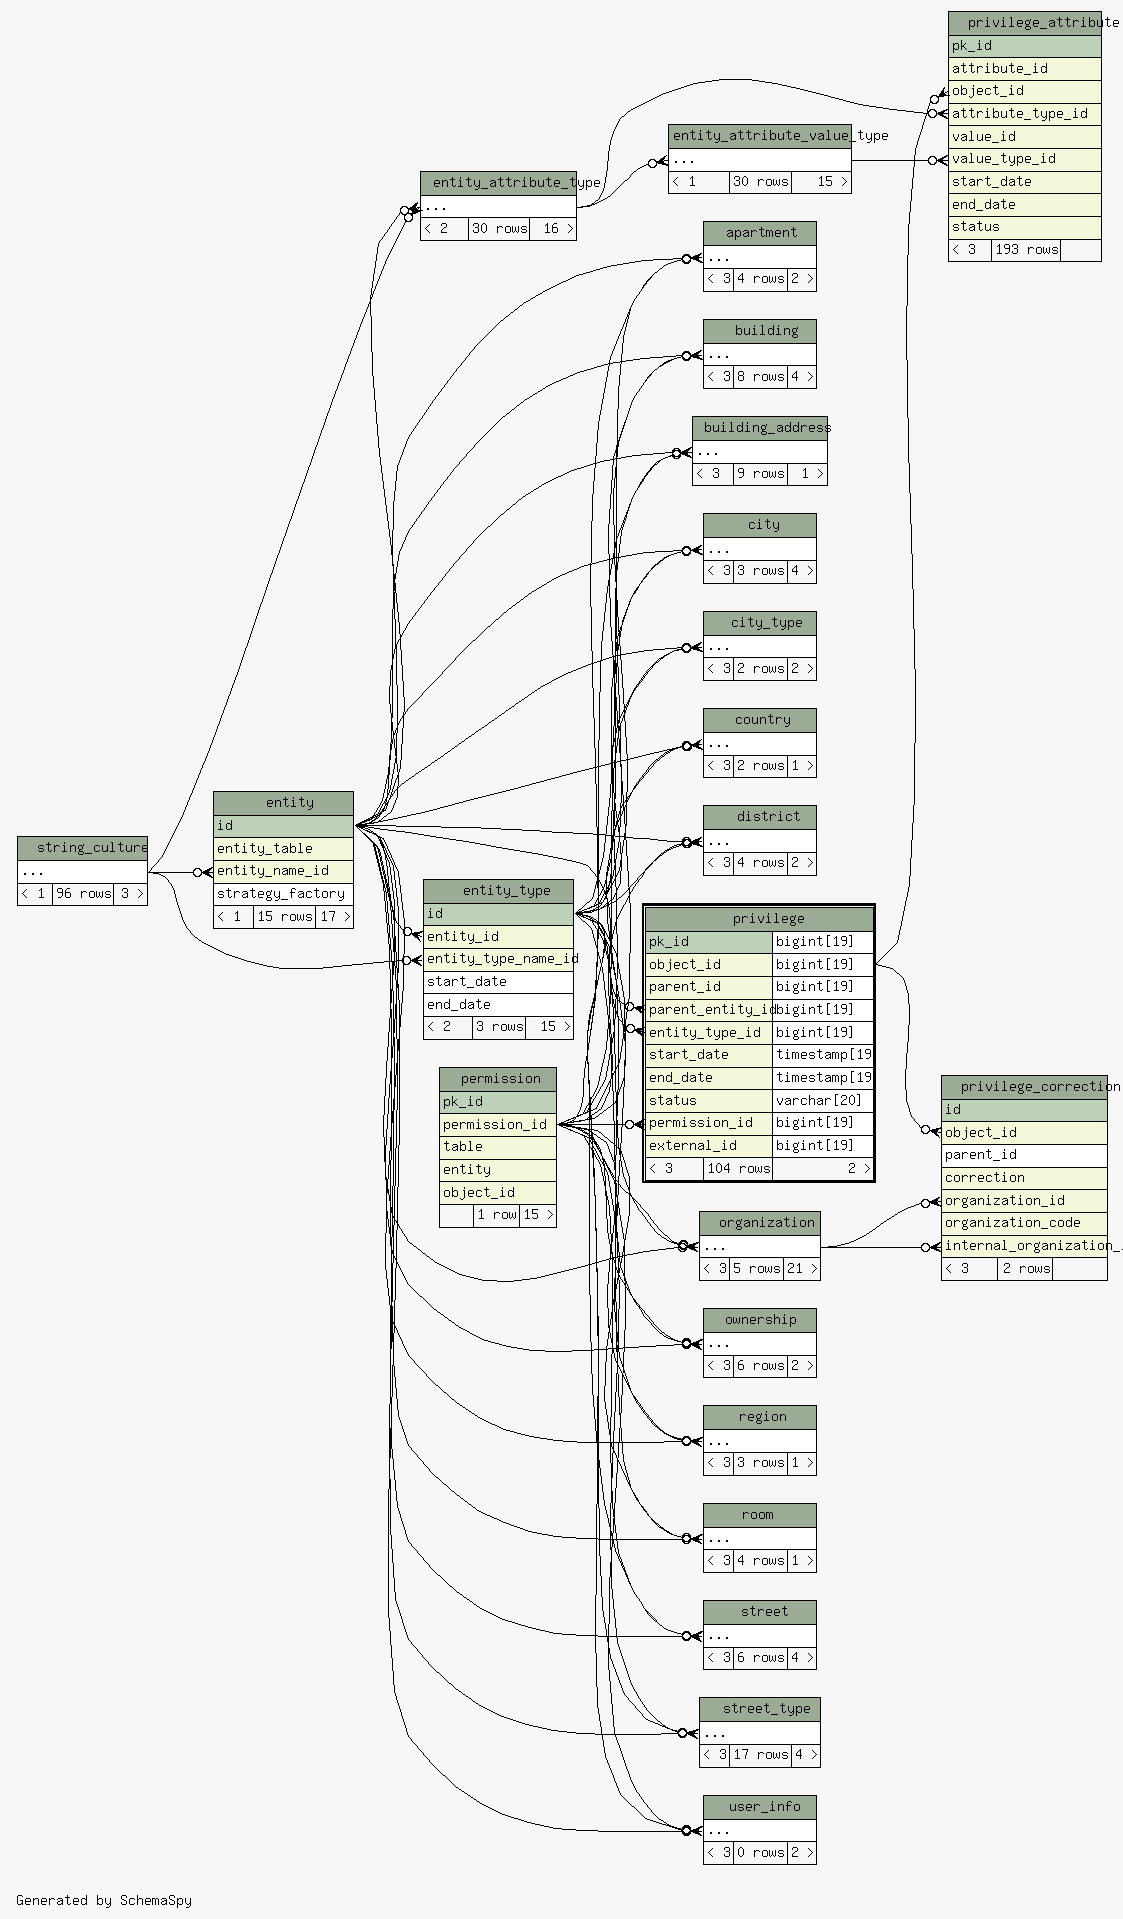 privilege_attribute
pk_id
attribute_id
object_id
attribute_type_id
value_id
value_type_id
start_date
end_date
status
< 3 193 rows
entity_attribute_value_type
...
< 1 30 rows 15 >
entity_attribute_type
...
< 2 30 rows 16 >
apartment
...
< 3 4 rows 2 >
building
...
< 3 8 rows 4 >
building_address
...
< 3 9 rows 1 >
city
...
< 3 3 rows 4 >
city_type
...
< 3 2 rows 2 >
country
...
< 3 2 rows 1 >
district
...
< 3 4 rows 2 >
string_culture
...
< 1 96 rows 3 >
entity
id
entity_table
entity_name_id
strategy_factory
< 1 15 rows 17 >
entity_type
id
entity_id
entity_type_name_id
start_date
end_date
< 2 3 rows 15 >
permission
pk_id
permission_id
table
entity
object_id
1 row 15 >
privilege
pk_id bigint[19]
object_id bigint[19]
parent_id bigint[19]
parent_entity_id bigint[19]
entity_type_id bigint[19]
start_date timestamp[19
end_date timestamp[19
status varchar[20]
permission_id bigint[19]
external_id bigint[19]
< 3 104 rows 2 >
privilege_correction
id
object_id
parent_id
correction
organization_id
organization_code
internal_organization_
< 3 2 rows
organization
...
< 3 5 rows 21 >
ownership
...
< 3 6 rows 2 >
region
...
< 3 3 rows 1 >
room
...
< 3 4 rows 1 >
street
...
< 3 6 rows 4 >
street_type
...
< 3 17 rows 4 >
user_info
...
< 3 0 rows 2 >
Generated by SchemaSpy